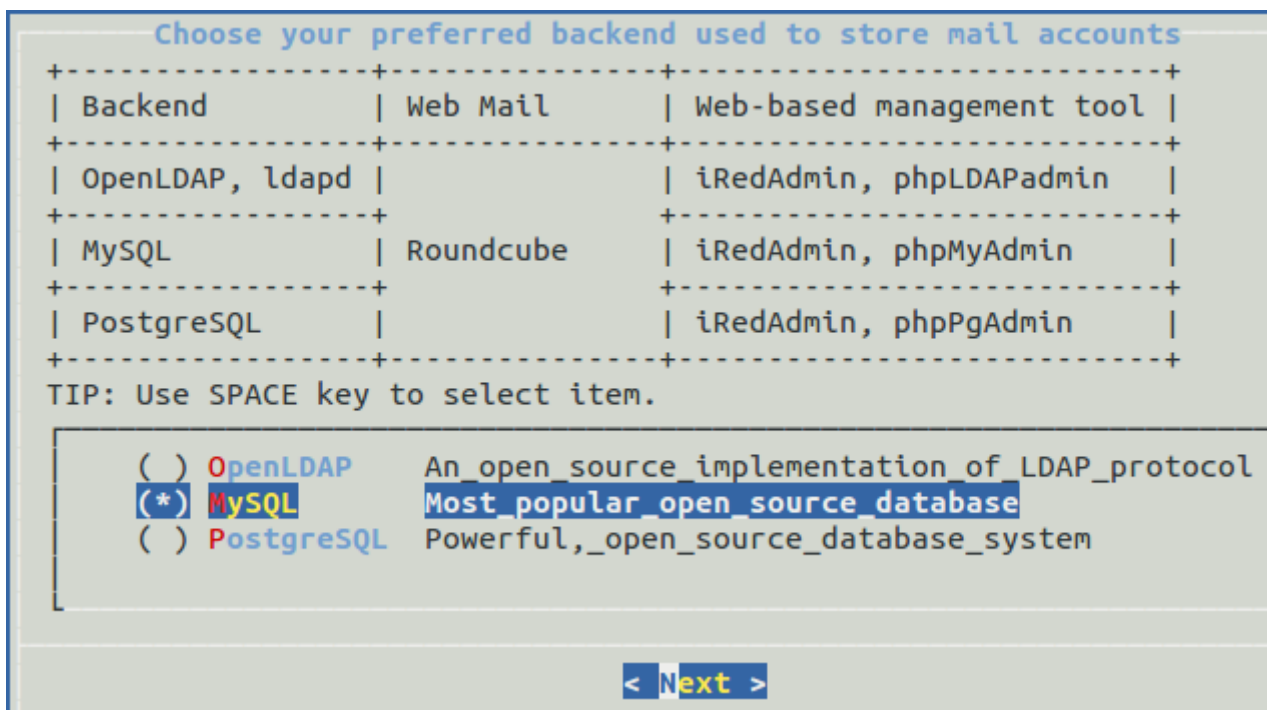 Choose your preferred backend used to store mail accounts
+----------------+---------------+---------------------------+
| Backend | Web Mail | Web-based management tool |
+----------------+---------------+---------------------------+
| OpenLDAP, ldapd | | iRedAdmin, phpLDAPadmin |
+----------------+ +---------------------------+
| MySQL | Roundcube | iRedAdmin, phpMyAdmin |
+----------------+ +---------------------------+
| PostgreSQL | | iRedAdmin, phpPgAdmin |
+----------------+---------------+---------------------------+
TIP: Use SPACE key to select item.
( ) OpenLDAP An_open_source_implementation_of_LDAP_protocol
(*) MySQL Most_popular_open_source_database
( ) PostgreSQL Powerful,_open_source_database_system
< Next >